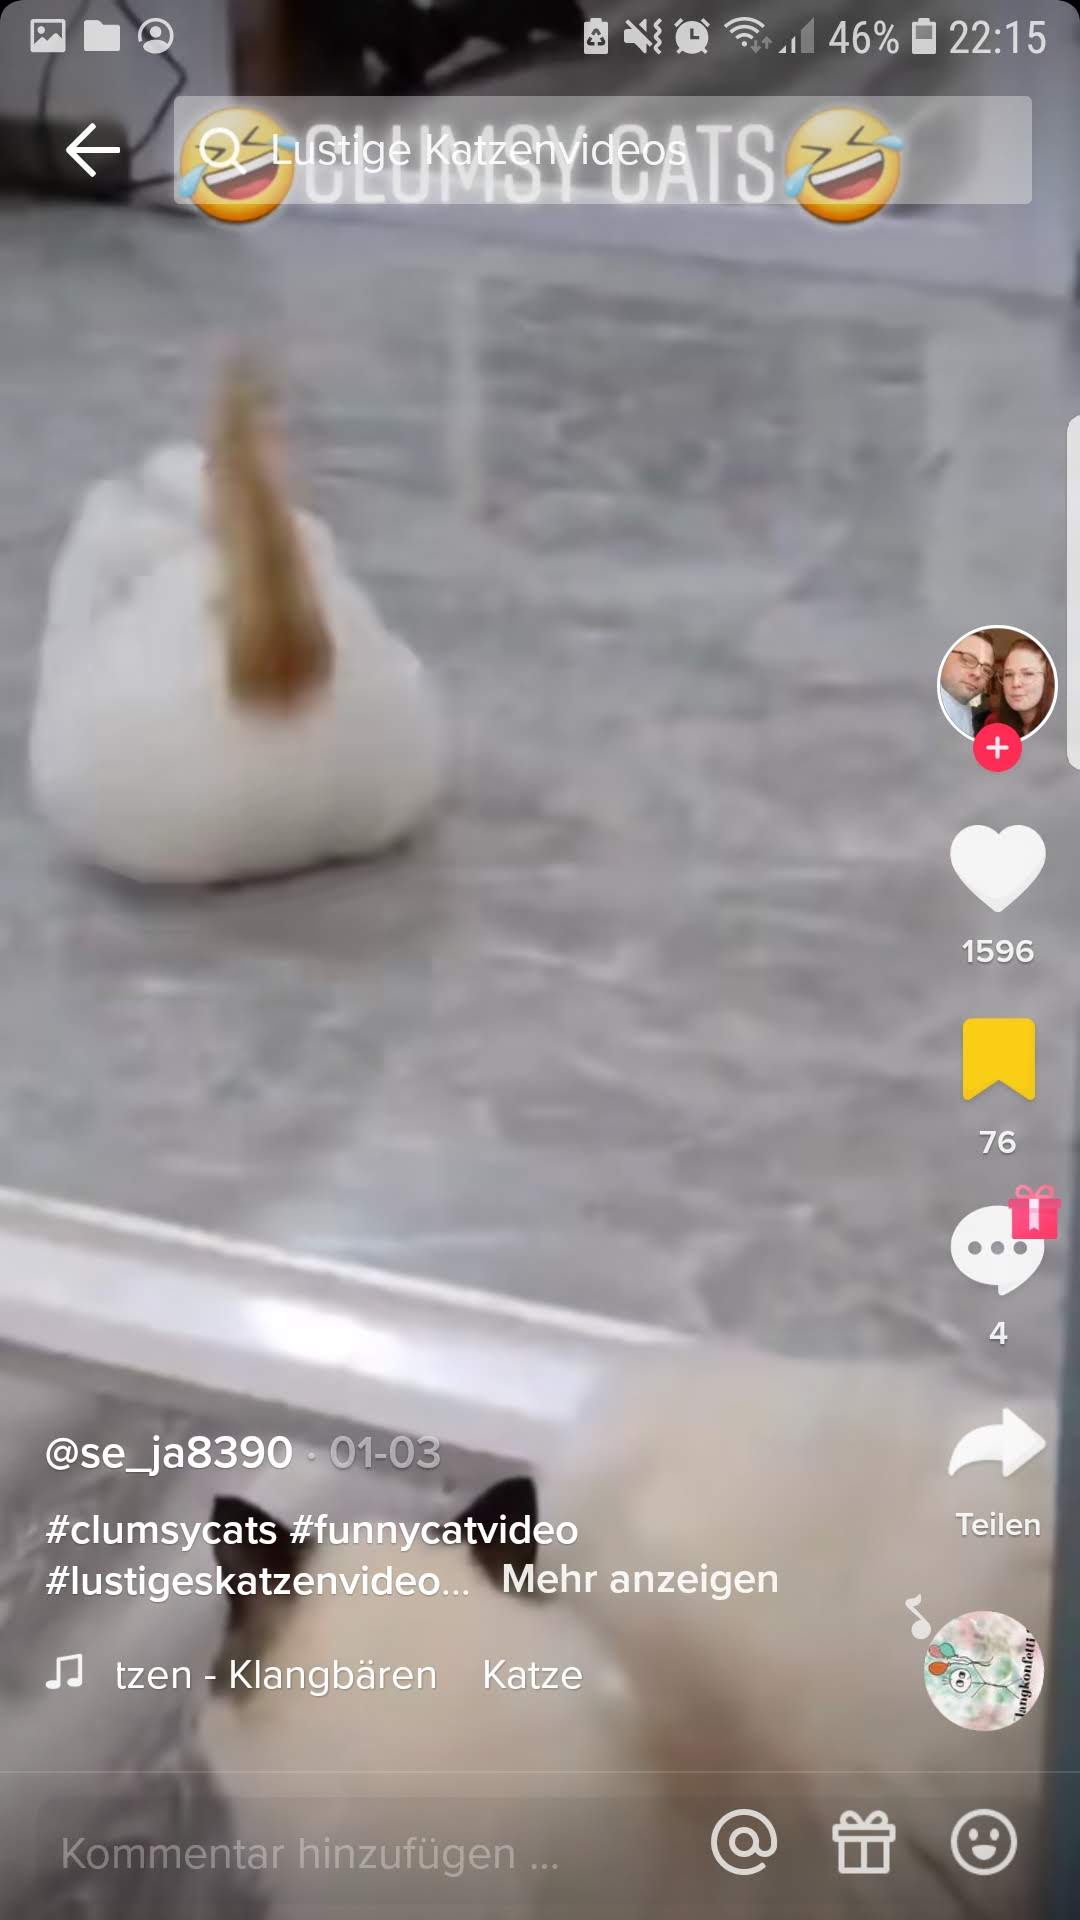 46% 22:15
Lustige Katzenvideos
🤣CLUMSY CATS🤣
1596
76
4
@se_ja8390 · 01-03
Teilen
#clumsycats #funnycatvideo
#lustigeskatzenvideo... Mehr anzeigen
tzen - Klangbären Katze
langkonfetti
Kommentar hinzufügen ...